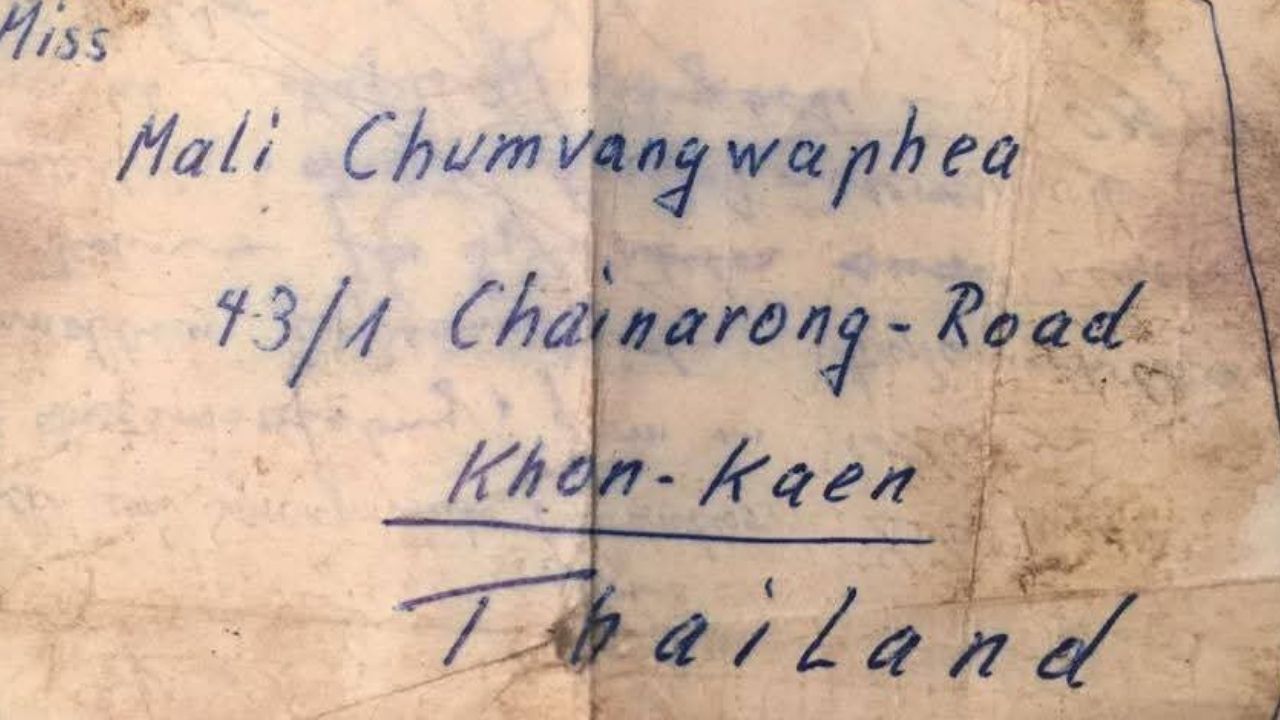 Miss
Mali Chumvangwaphea
43/1 Chainarong-Road
Khon-Kaen
Thailand